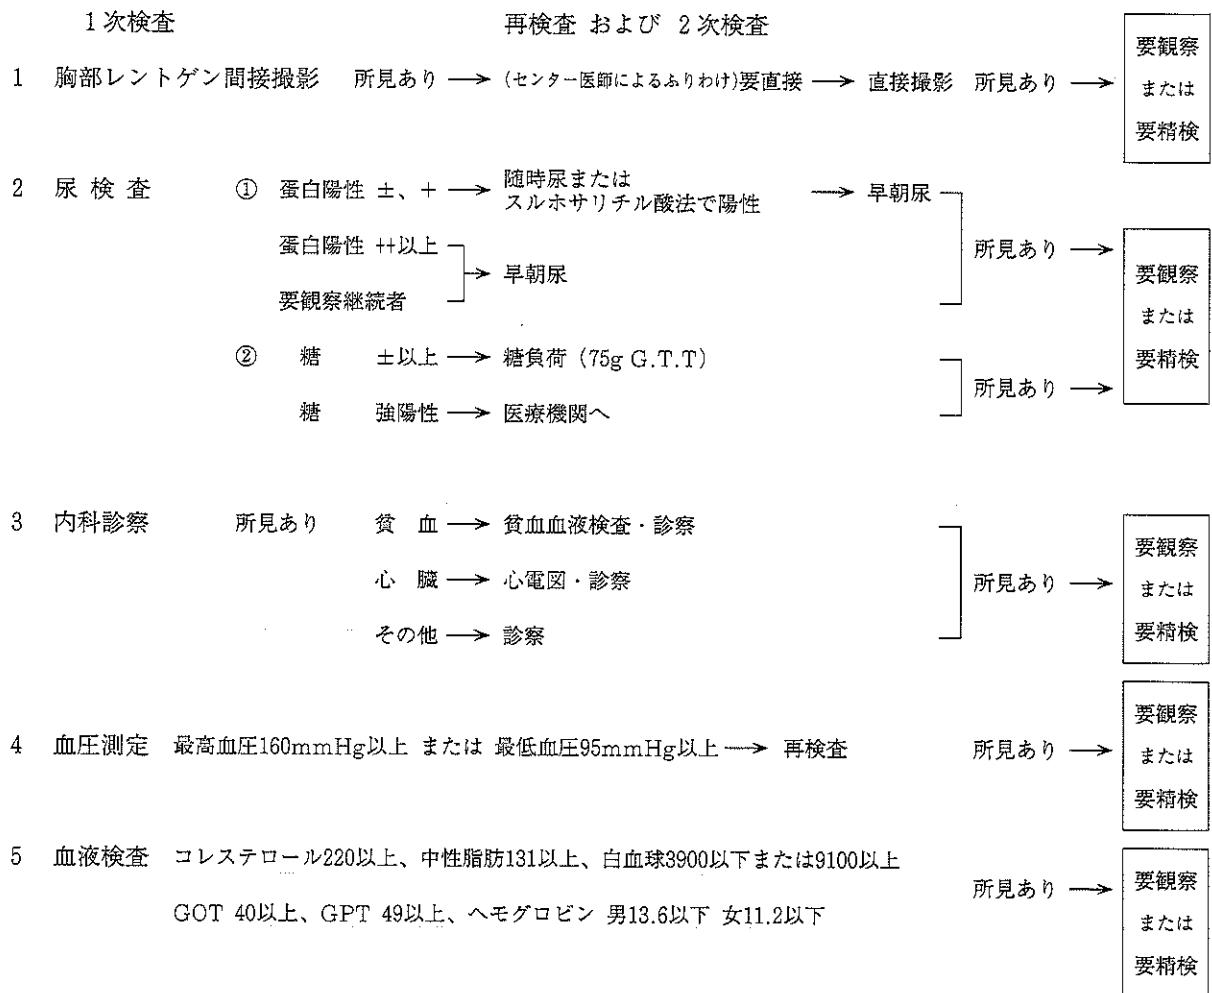 1次検査　再検査 および 2次検査
1　胸部レントゲン間接撮影　所見あり → (センター医師によるふりわけ)要直接 → 直接撮影　所見あり →
要観察
または
要精検
2　尿検査　①　蛋白陽性 ±、+ → 随時尿または
スルホサリチル酸法で陽性 → 早朝尿
蛋白陽性 ++以上
要観察継続者
→ 早朝尿
所見あり →
②　糖　±以上 → 糖負荷（75g G.T.T）
糖　強陽性 → 医療機関へ
所見あり →
要観察
または
要精検
3　内科診察　所見あり　貧血 → 貧血血液検査・診察
心臓 → 心電図・診察
その他 → 診察
所見あり →
要観察
または
要精検
4　血圧測定　最高血圧160mmHg以上 または 最低血圧95mmHg以上 → 再検査　所見あり →
要観察
または
要精検
5　血液検査　コレステロール220以上、中性脂肪131以上、白血球3900以下または9100以上
GOT 40以上、GPT 49以上、ヘモグロビン 男13.6以下 女11.2以下
所見あり →
要観察
または
要精検